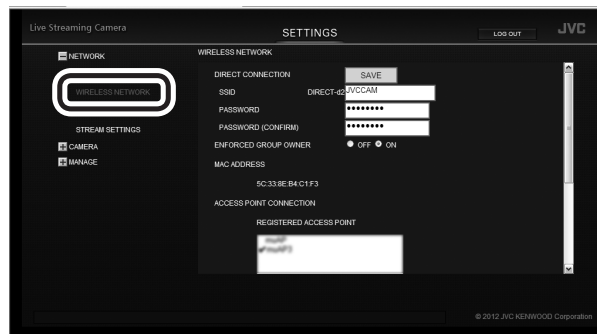 Live Streaming Camera
SETTINGS
LOG OUT
JVC
NETWORK
WIRELESS NETWORK
STREAM SETTINGS
CAMERA
MANAGE
WIRELESS NETWORK
DIRECT CONNECTION SAVE
SSID DIRECT-d2 JVCCAM
PASSWORD ••••••••
PASSWORD (CONFIRM) ••••••••
ENFORCED GROUP OWNER OFF ON
MAC ADDRESS
5C:33:8E:B4:C1:F3
ACCESS POINT CONNECTION
REGISTERED ACCESS POINT
© 2012 JVC KENWOOD Corporation